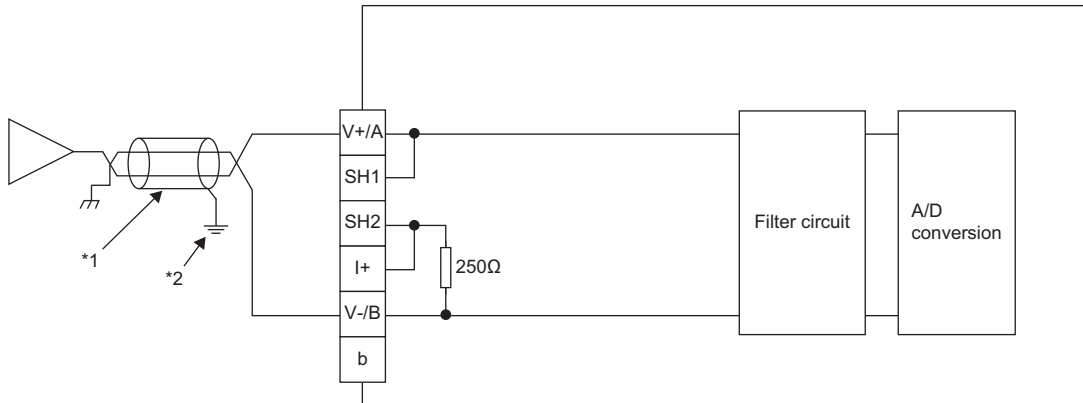 V+/A
SH1
SH2
I+
V-/B
b
250Ω
Filter circuit
A/D
conversion
*1
*2